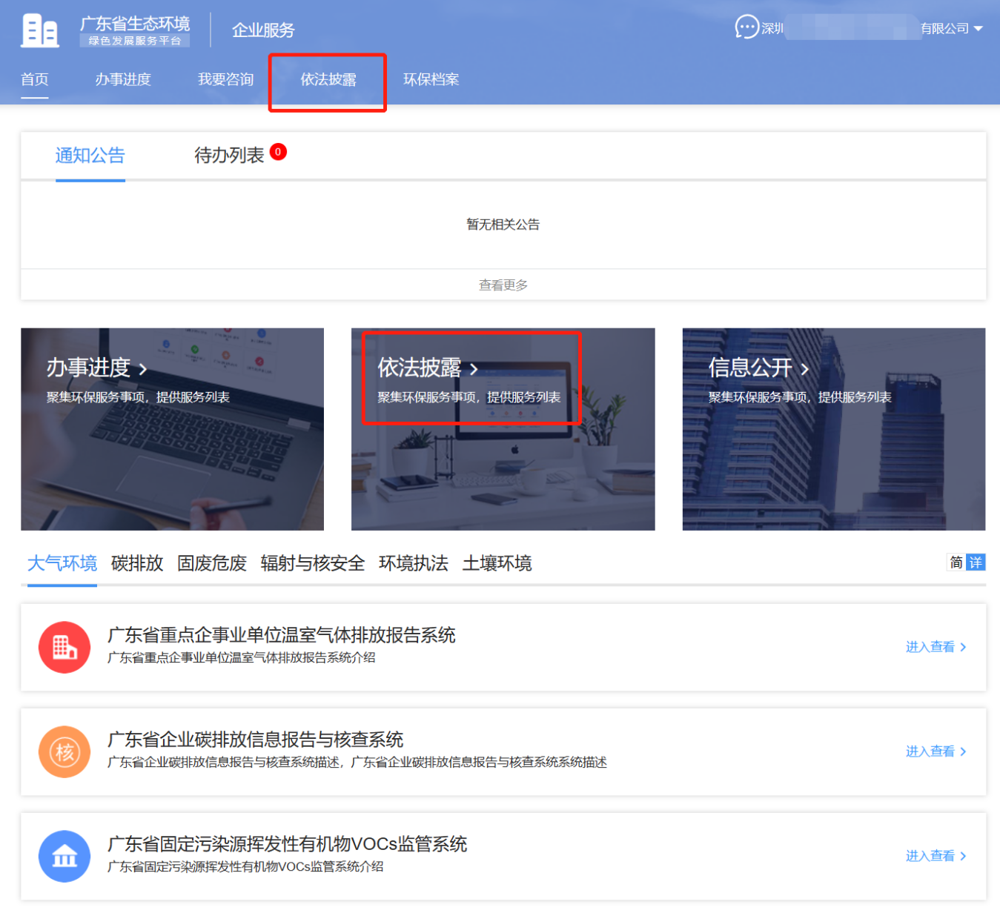 广东省生态环境
绿色发展服务平台
企业服务
深圳
有限公司
首页 办事进度 我要咨询 依法披露 环保档案
通知公告 待办列表 0
暂无相关公告
查看更多
办事进度 >
聚集环保服务事项，提供服务列表
依法披露 >
聚集环保服务事项，提供服务列表
信息公开 >
聚集环保服务事项，提供服务列表
大气环境 碳排放 固废危废 辐射与核安全 环境执法 土壤环境 简 详
广东省重点企事业单位温室气体排放报告系统
广东省重点企事业单位温室气体排放报告系统介绍
进入查看 >
核
广东省企业碳排放信息报告与核查系统
广东省企业碳排放信息报告与核查系统描述，广东省企业碳排放信息报告与核查系统系统描述
进入查看 >
广东省固定污染源挥发性有机物VOCs监管系统
广东省固定污染源挥发性有机物VOCs监管系统介绍
进入查看 >